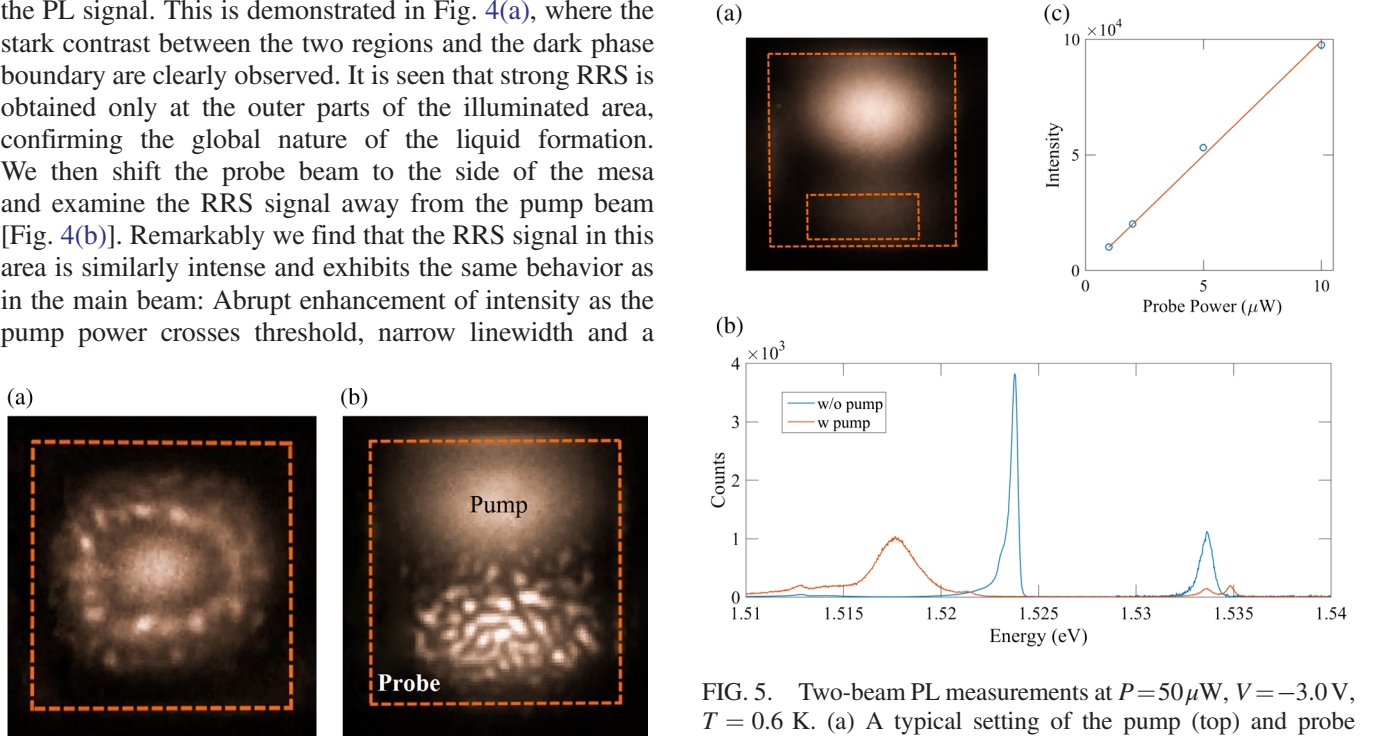 the PL signal. This is demonstrated in Fig. 4(a), where the
stark contrast between the two regions and the dark phase
boundary are clearly observed. It is seen that strong RRS is
obtained only at the outer parts of the illuminated area,
confirming the global nature of the liquid formation.
We then shift the probe beam to the side of the mesa
and examine the RRS signal away from the pump beam
[Fig. 4(b)]. Remarkably we find that the RRS signal in this
area is similarly intense and exhibits the same behavior as
in the main beam: Abrupt enhancement of intensity as the
pump power crosses threshold, narrow linewidth and a
(a)
(b)
Pump
Probe
(a)
(c)
×10⁴
10
5
0
Intensity
0 5 10
Probe Power (μW)
(b)
×10³
4
3
2
1
0
Counts
w/o pump
w pump
1.51 1.515 1.52 1.525 1.53 1.535 1.54
Energy (eV)
FIG. 5. Two-beam PL measurements at P=50μW, V=−3.0V,
T = 0.6 K. (a) A typical setting of the pump (top) and probe